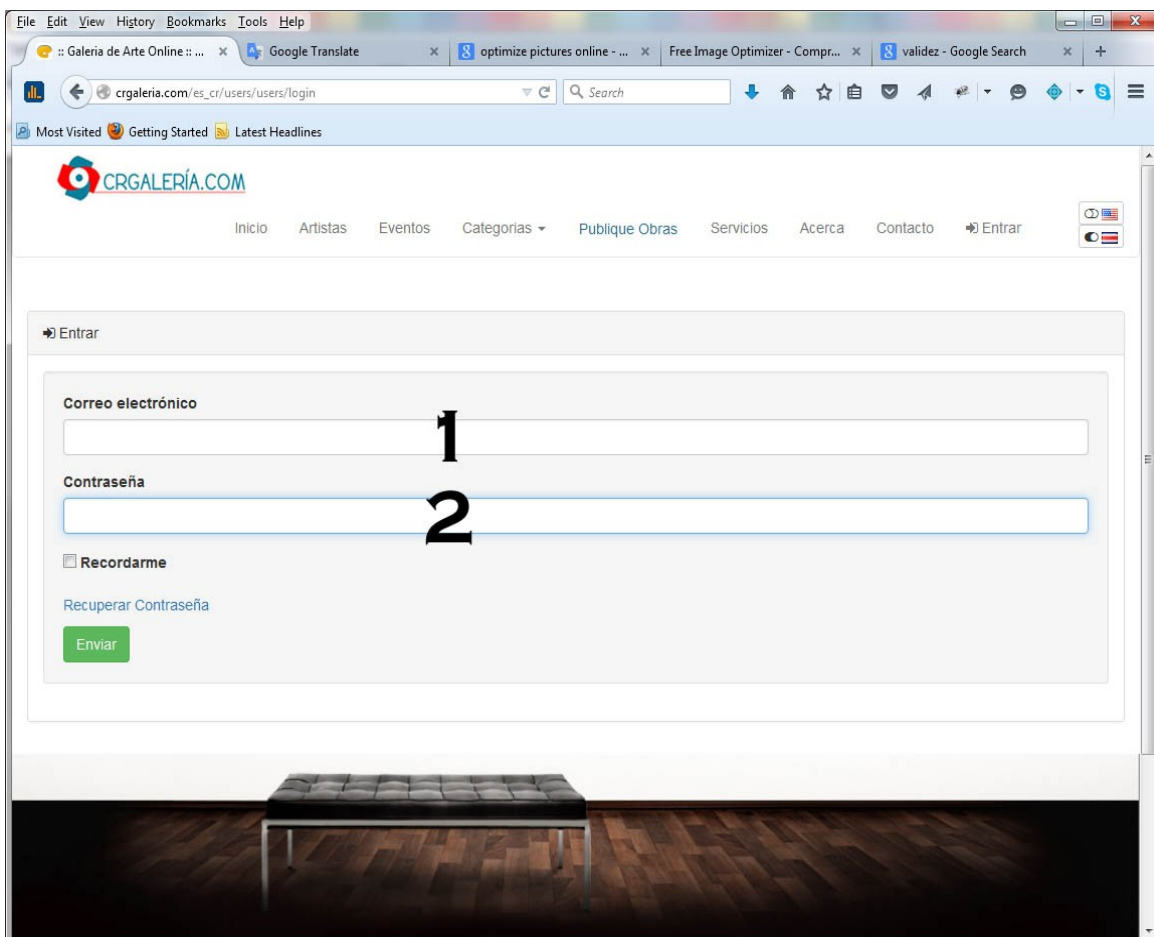 File Edit View History Bookmarks Tools Help
:: Galeria de Arte Online :: ... Google Translate optimize pictures online - ... Free Image Optimizer - Compr... validez - Google Search
crgaleria.com/es_cr/users/users/login Search
Most Visited Getting Started Latest Headlines
CRGALERÍA.COM
Inicio Artistas Eventos Categorias Publique Obras Servicios Acerca Contacto Entrar
Entrar
Correo electrónico
1
Contraseña
2
Recordarme
Recuperar Contraseña
Enviar